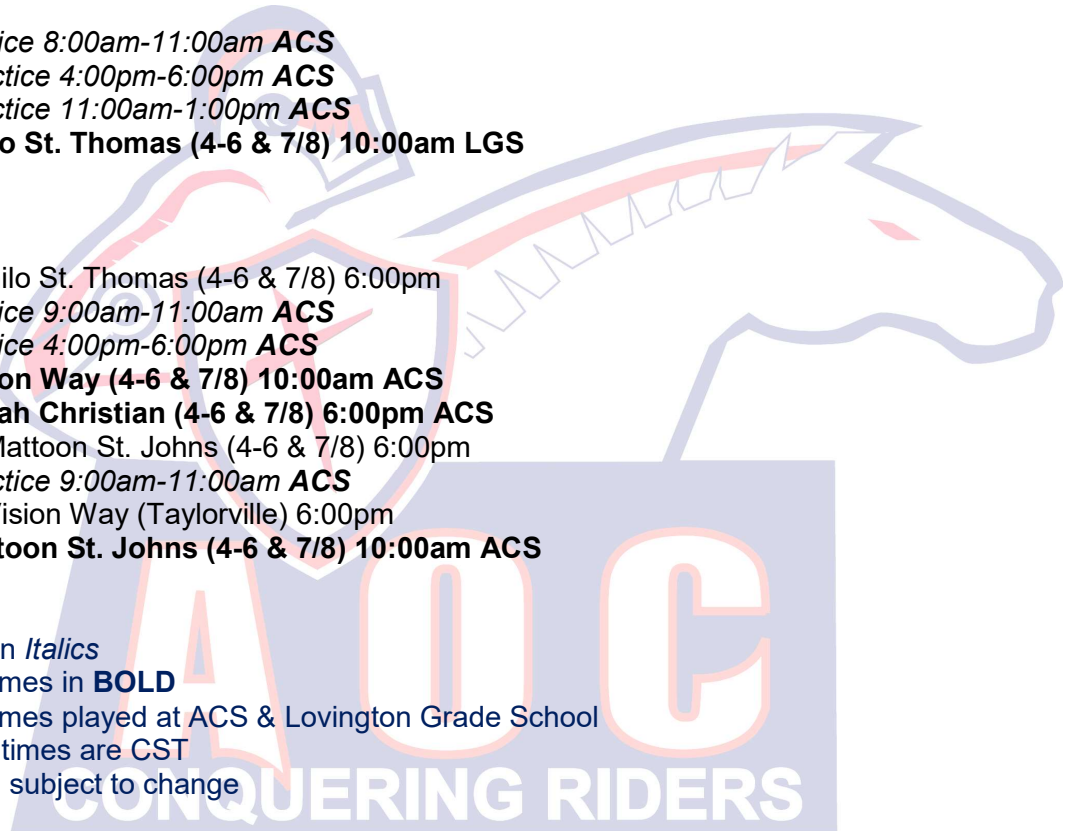 ice 8:00am-11:00am ACS
ctice 4:00pm-6:00pm ACS
ctice 11:00am-1:00pm ACS
o St. Thomas (4-6 & 7/8) 10:00am LGS
ilo St. Thomas (4-6 & 7/8) 6:00pm
ice 9:00am-11:00am ACS
ice 4:00pm-6:00pm ACS
on Way (4-6 & 7/8) 10:00am ACS
ah Christian (4-6 & 7/8) 6:00pm ACS
Mattoon St. Johns (4-6 & 7/8) 6:00pm
ctice 9:00am-11:00am ACS
ision Way (Taylorville) 6:00pm
toon St. Johns (4-6 & 7/8) 10:00am ACS
n Italics
mes in BOLD
mes played at ACS & Lovington Grade School
times are CST
subject to change
AOC
CONQUERING RIDERS